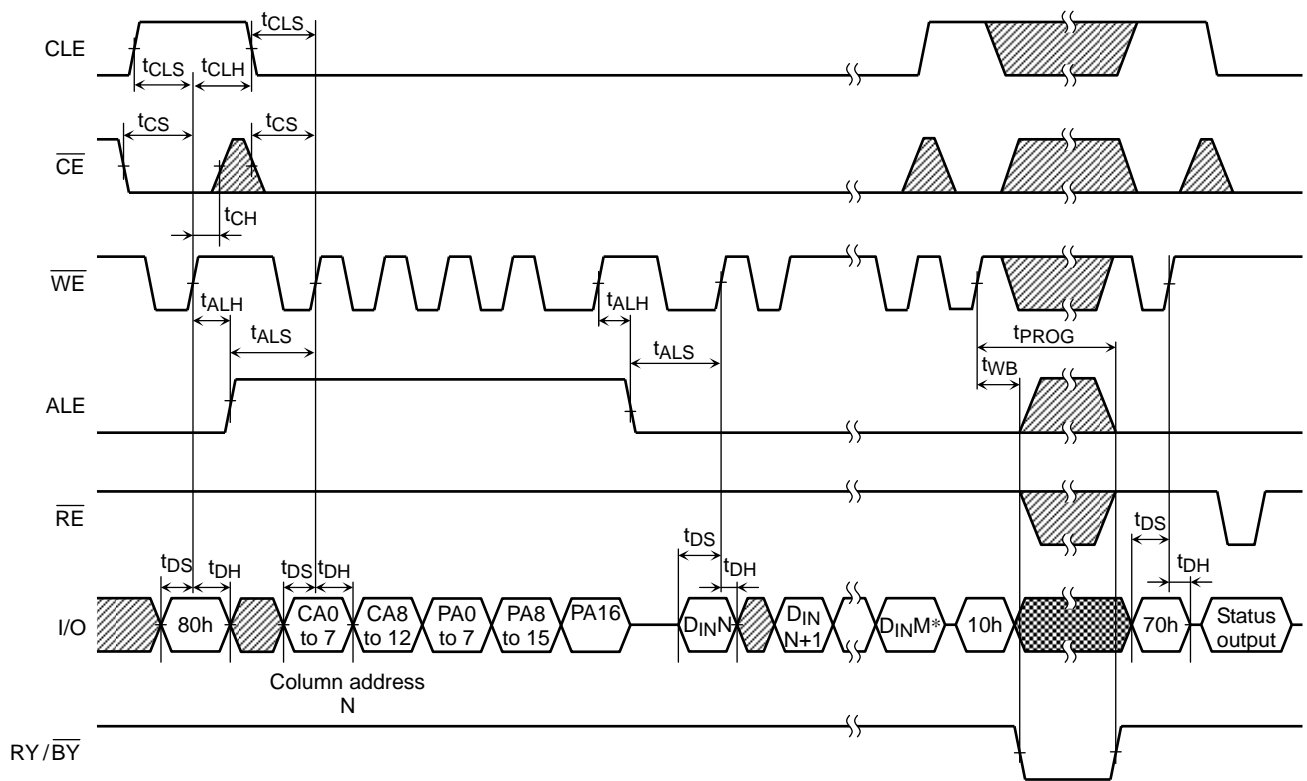 tCLS
CLE
tCLS tCLH
tCS tCS
CE
tCH
WE
tALH tALH
tALS tALS tPROG
tWB
ALE
RE
tDS tDH tDS tDH tDS tDH tDS tDH
I/O 80h CA0 to 7 CA8 to 12 PA0 to 7 PA8 to 15 PA16 DINN DIN N+1 DINM* 10h 70h Status output
Column address
N
RY/BY